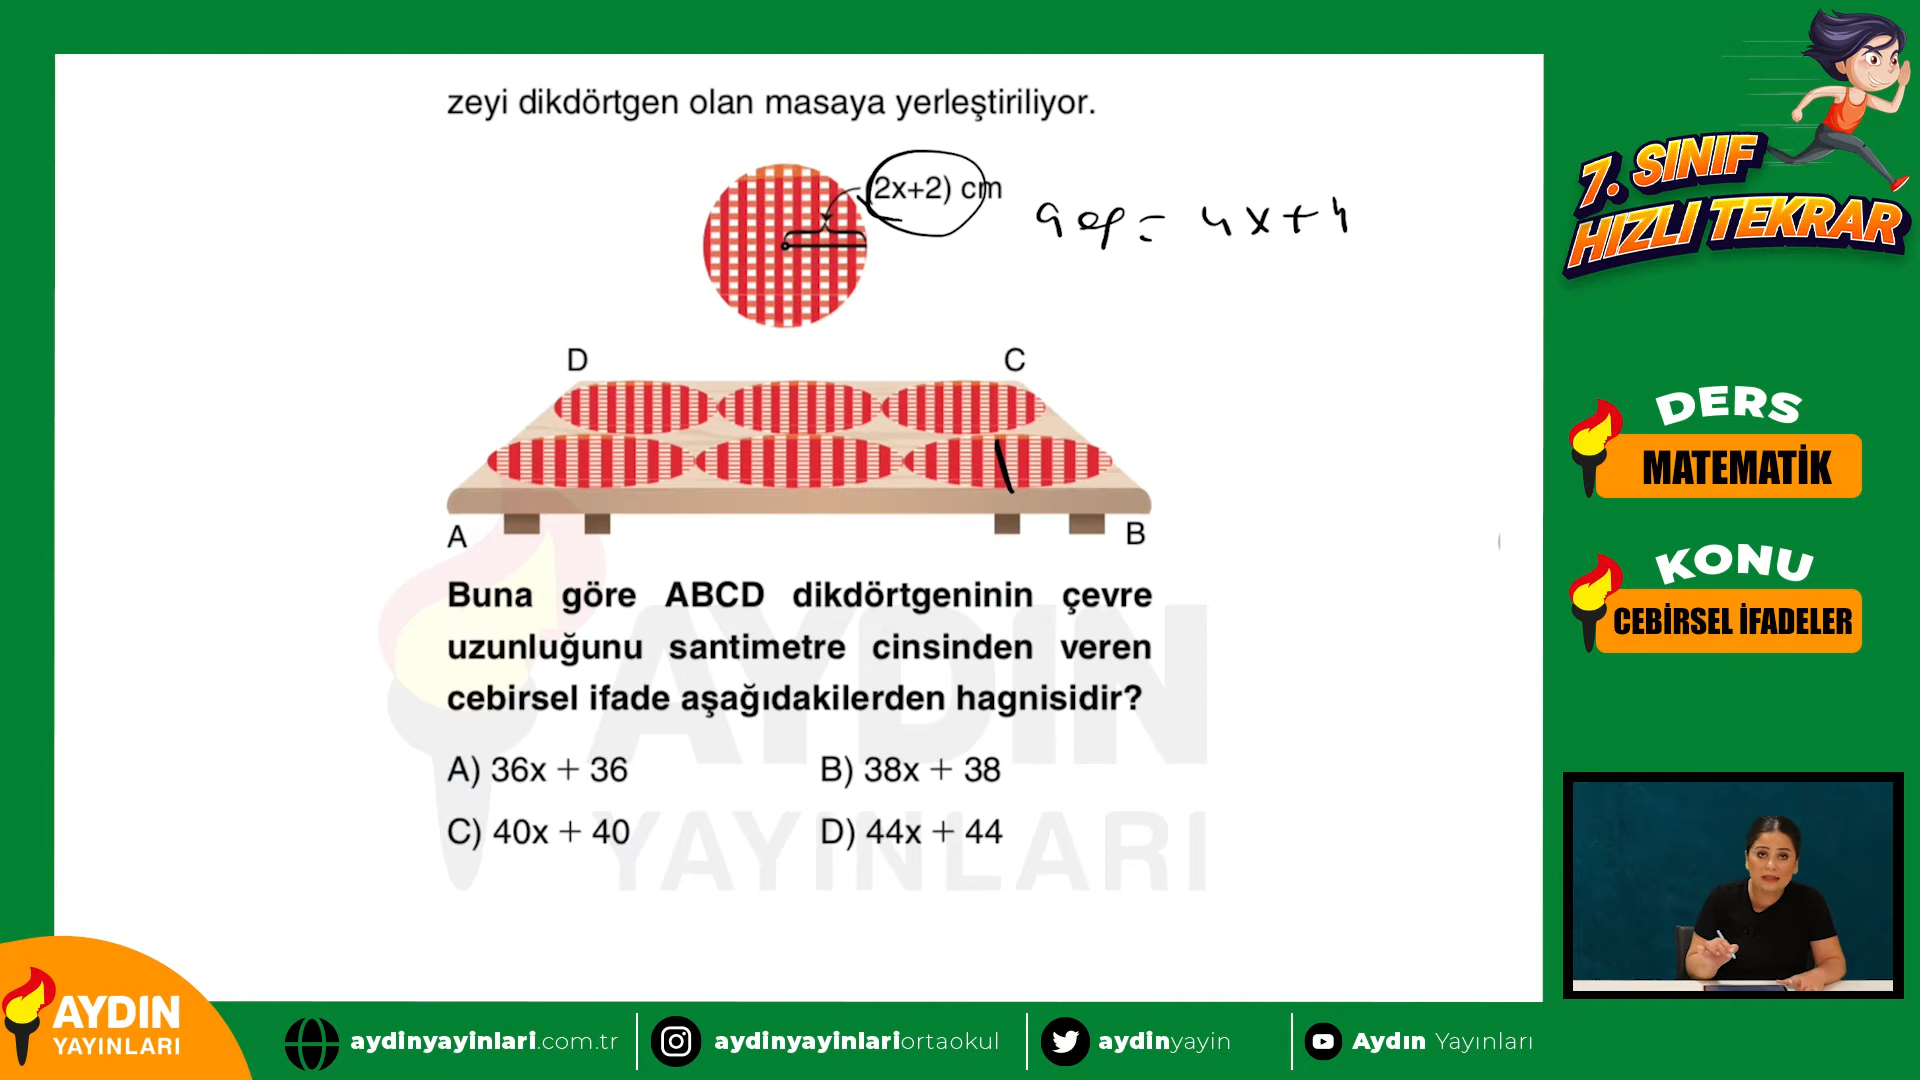 zeyi dikdörtgen olan masaya yerleştiriliyor.
(2x+2) cm
çap = 4x+4
D
C
A
B
Buna göre ABCD dikdörtgeninin çevre
uzunluğunu santimetre cinsinden veren
cebirsel ifade aşağıdakilerden hagnisidir?
A) 36x + 36
B) 38x + 38
C) 40x + 40
D) 44x + 44
AYDIN
YAYINLARI
7. SINIF
HIZLI TEKRAR
DERS
MATEMATİK
KONU
CEBİRSEL İFADELER
AYDIN
YAYINLARI
aydinyayinlari.com.tr
aydinyayinlariortaokul
aydinyayin
Aydın Yayınları